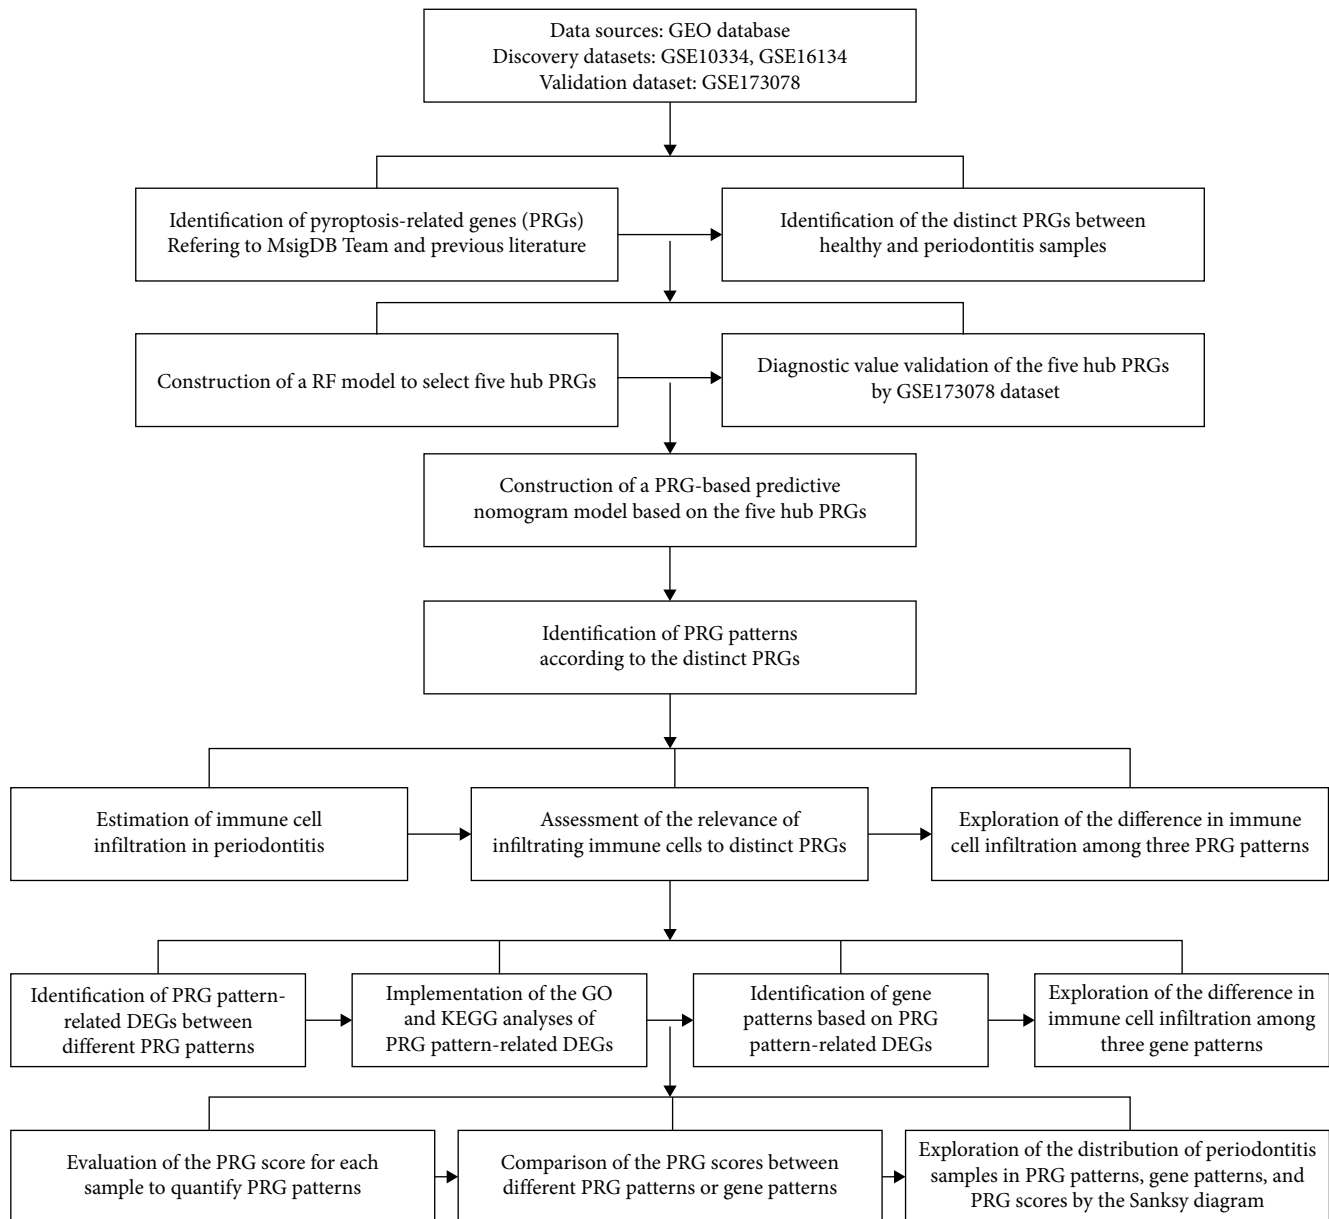 Data sources: GEO database
Discovery datasets: GSE10334, GSE16134
Validation dataset: GSE173078
Identification of pyroptosis-related genes (PRGs)
Refering to MsigDB Team and previous literature
Identification of the distinct PRGs between
healthy and periodontitis samples
Construction of a RF model to select five hub PRGs
Diagnostic value validation of the five hub PRGs
by GSE173078 dataset
Construction of a PRG-based predictive
nomogram model based on the five hub PRGs
Identification of PRG patterns
according to the distinct PRGs
Estimation of immune cell
infiltration in periodontitis
Assessment of the relevance of
infiltrating immune cells to distinct PRGs
Exploration of the difference in immune
cell infiltration among three PRG patterns
Identification of PRG pattern-
related DEGs between
different PRG patterns
Implementation of the GO
and KEGG analyses of
PRG pattern-related DEGs
Identification of gene
patterns based on PRG
pattern-related DEGs
Exploration of the difference in
immune cell infiltration among
three gene patterns
Evaluation of the PRG score for each
sample to quantify PRG patterns
Comparison of the PRG scores between
different PRG patterns or gene patterns
Exploration of the distribution of periodontitis
samples in PRG patterns, gene patterns, and
PRG scores by the Sanksy diagram